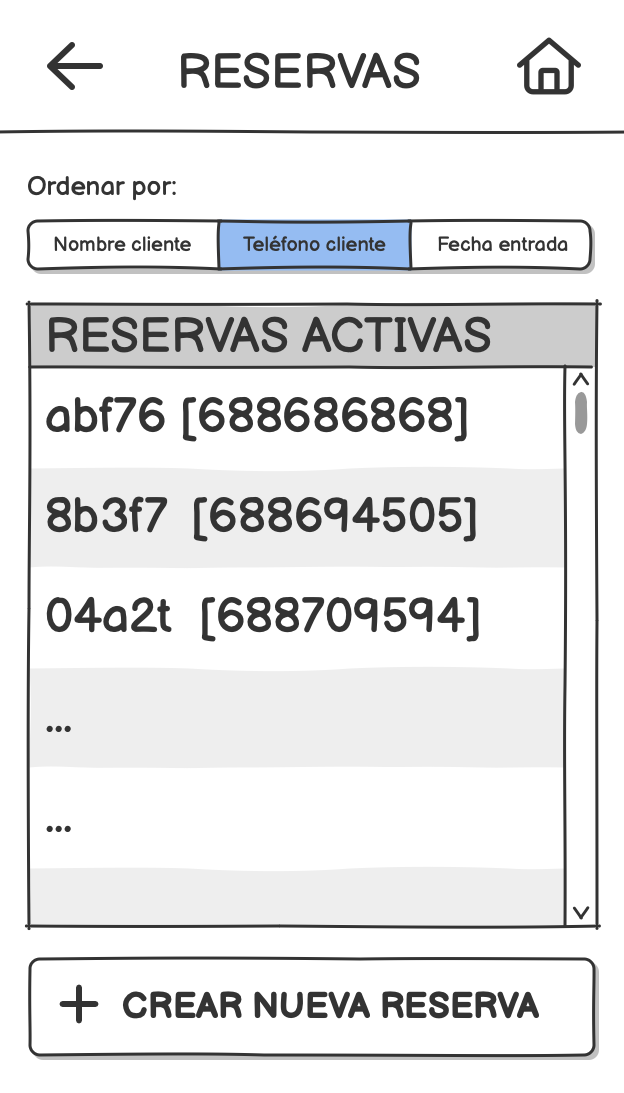 RESERVAS
Ordenar por:
Nombre cliente Teléfono cliente Fecha entrada
RESERVAS ACTIVAS
abf76 [688686868]
8b3f7 [688694505]
04a2t [688709594]
...
...
+ CREAR NUEVA RESERVA